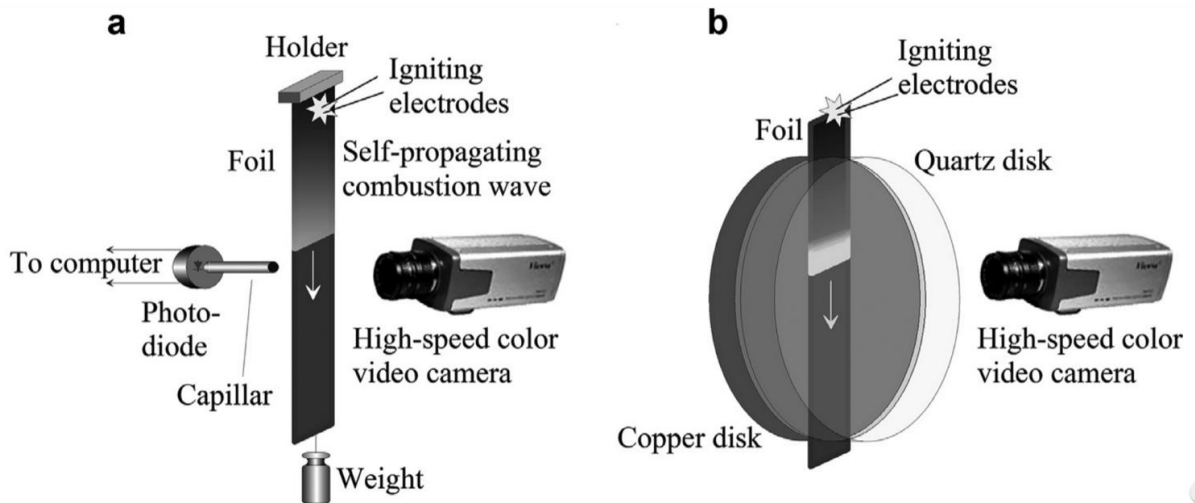 a
Holder
Igniting
electrodes
Foil
Self-propagating
combustion wave
To computer
Photo-
diode
Capillar
High-speed color
video camera
Weight
b
Igniting
electrodes
Foil
Quartz disk
High-speed color
video camera
Copper disk